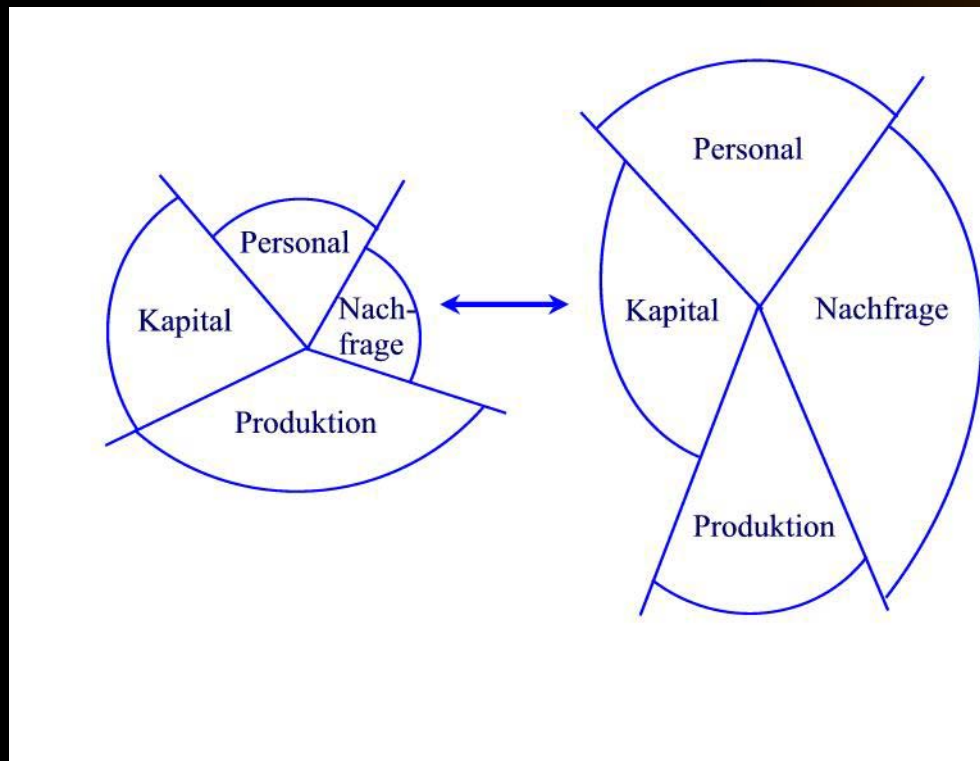 Personal
Kapital
Nach-
frage
Produktion
Personal
Kapital
Nachfrage
Produktion